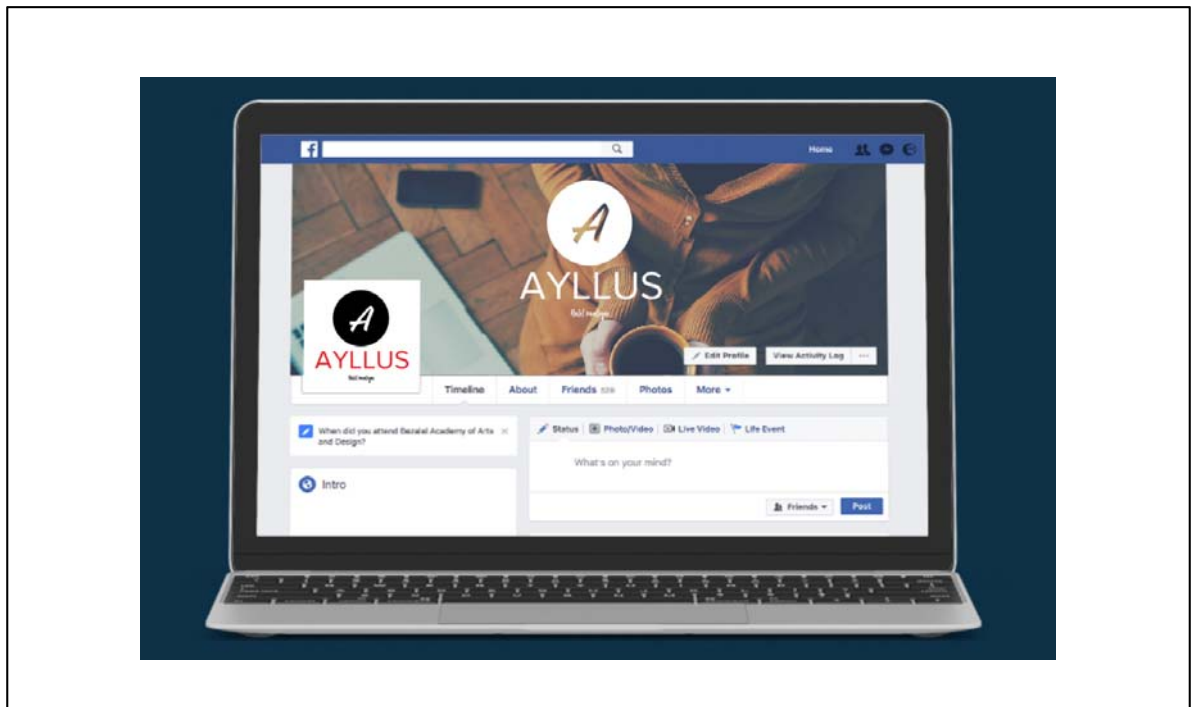 f
Home
A
AYLLUS
A
AYLLUS
Edit Profile
View Activity Log
Timeline
About
Friends
Photos
More
When did you attend Bezalel Academy of Arts
and Design?
Status
Photo/Video
Live Video
Life Event
What's on your mind?
Intro
Friends
Post